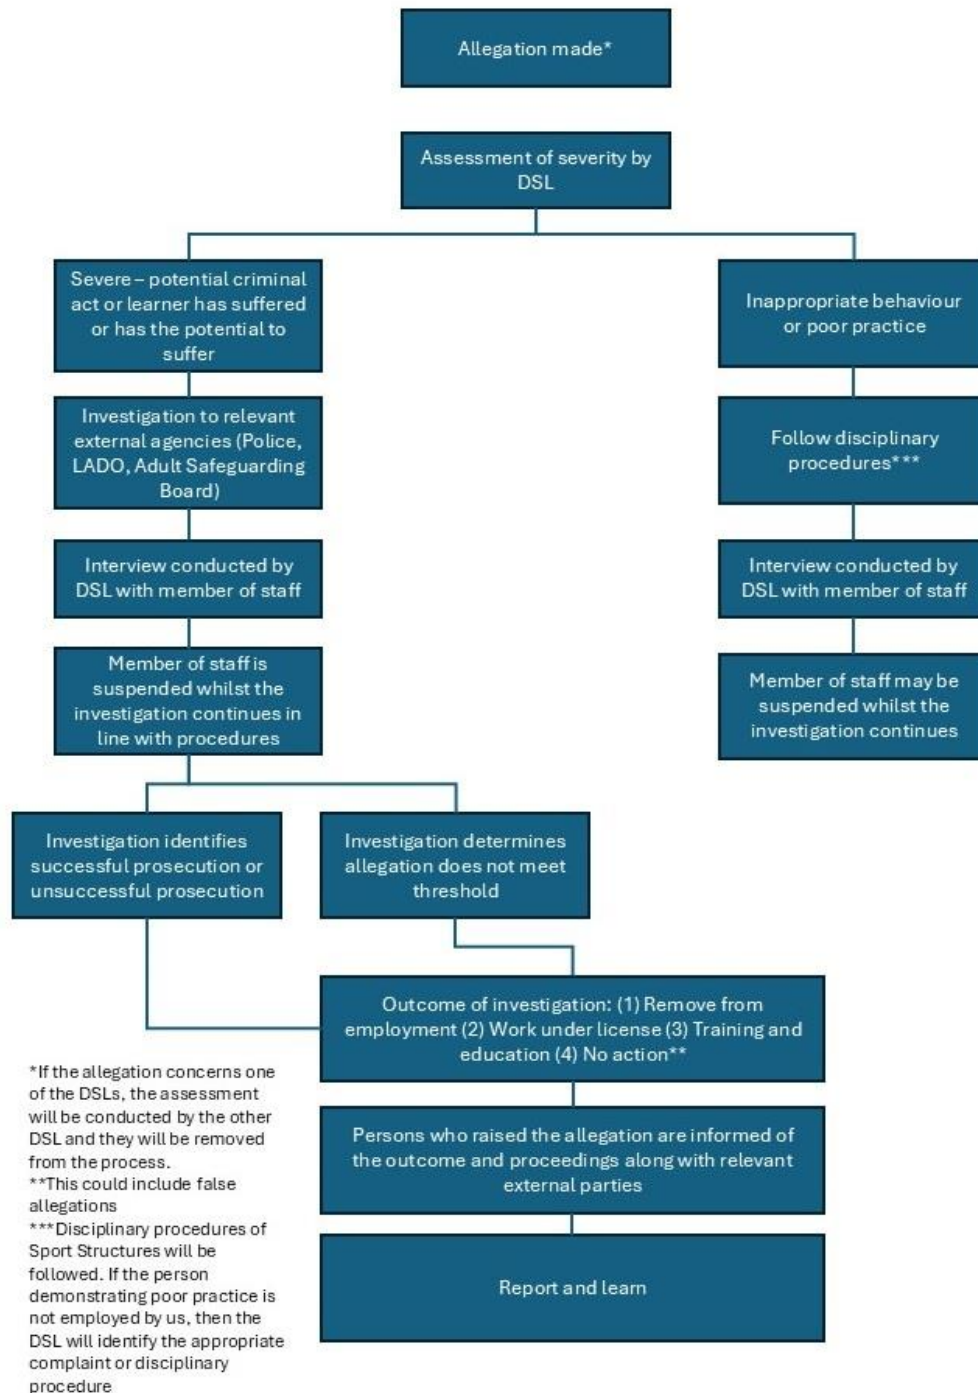 Allegation made*
Assessment of severity by
DSL
Severe – potential criminal
act or learner has suffered
or has the potential to
suffer
Inappropriate behaviour
or poor practice
Investigation to relevant
external agencies (Police,
LADO, Adult Safeguarding
Board)
Follow disciplinary
procedures***
Interview conducted by
DSL with member of staff
Interview conducted by
DSL with member of staff
Member of staff is
suspended whilst the
investigation continues in
line with procedures
Member of staff may be
suspended whilst the
investigation continues
Investigation identifies
successful prosecution or
unsuccessful prosecution
Investigation determines
allegation does not meet
threshold
Outcome of investigation: (1) Remove from
employment (2) Work under license (3) Training and
education (4) No action**
Persons who raised the allegation are informed of
the outcome and proceedings along with relevant
external parties
Report and learn
*If the allegation concerns one
of the DSLs, the assessment
will be conducted by the other
DSL and they will be removed
from the process.
**This could include false
allegations
***Disciplinary procedures of
Sport Structures will be
followed. If the person
demonstrating poor practice is
not employed by us, then the
DSL will identify the appropriate
complaint or disciplinary
procedure